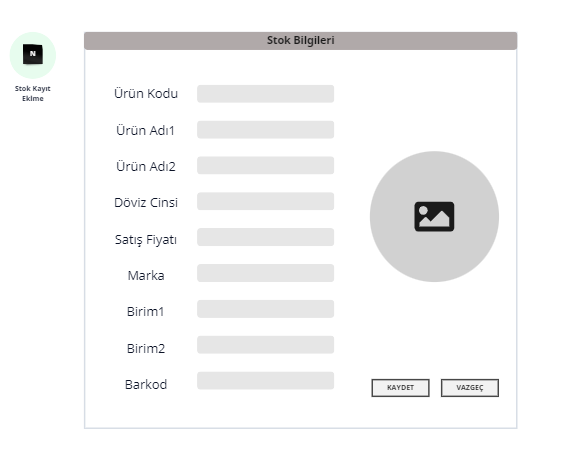 Stok Bilgileri
N
Stok Kayıt
Eklme
Ürün Kodu
Ürün Adı1
Ürün Adı2
Döviz Cinsi
Satış Fiyatı
Marka
Birim1
Birim2
Barkod
KAYDET
VAZGEÇ